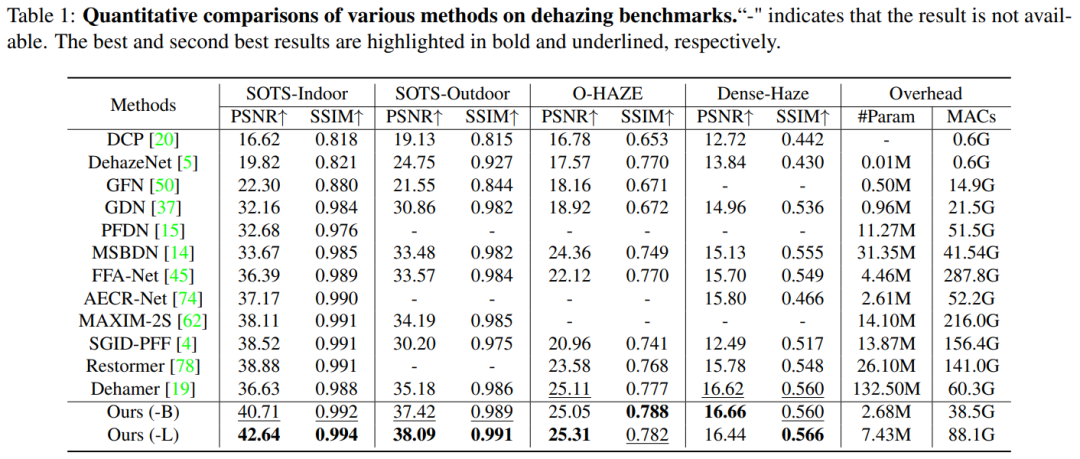 Table 1: Quantitative comparisons of various methods on dehazing benchmarks.“-" indicates that the result is not avail-
able. The best and second best results are highlighted in bold and underlined, respectively.
Methods SOTS-Indoor SOTS-Outdoor O-HAZE Dense-Haze Overhead
PSNR↑ SSIM↑ PSNR↑ SSIM↑ PSNR↑ SSIM↑ PSNR↑ SSIM↑ #Param MACs
DCP [20] 16.62 0.818 19.13 0.815 16.78 0.653 12.72 0.442 - 0.6G
DehazeNet [5] 19.82 0.821 24.75 0.927 17.57 0.770 13.84 0.430 0.01M 0.6G
GFN [50] 22.30 0.880 21.55 0.844 18.16 0.671 - - 0.50M 14.9G
GDN [37] 32.16 0.984 30.86 0.982 18.92 0.672 14.96 0.536 0.96M 21.5G
PFDN [15] 32.68 0.976 - - - - - - 11.27M 51.5G
MSBDN [14] 33.67 0.985 33.48 0.982 24.36 0.749 15.13 0.555 31.35M 41.54G
FFA-Net [45] 36.39 0.989 33.57 0.984 22.12 0.770 15.70 0.549 4.46M 287.8G
AECR-Net [74] 37.17 0.990 - - - - 15.80 0.466 2.61M 52.2G
MAXIM-2S [62] 38.11 0.991 34.19 0.985 - - - - 14.10M 216.0G
SGID-PFF [4] 38.52 0.991 30.20 0.975 20.96 0.741 12.49 0.517 13.87M 156.4G
Restormer [78] 38.88 0.991 - - 23.58 0.768 15.78 0.548 26.10M 141.0G
Dehamer [19] 36.63 0.988 35.18 0.986 25.11 0.777 16.62 0.560 132.50M 60.3G
Ours (-B) 40.71 0.992 37.42 0.989 25.05 0.788 16.66 0.560 2.68M 38.5G
Ours (-L) 42.64 0.994 38.09 0.991 25.31 0.782 16.44 0.566 7.43M 88.1G